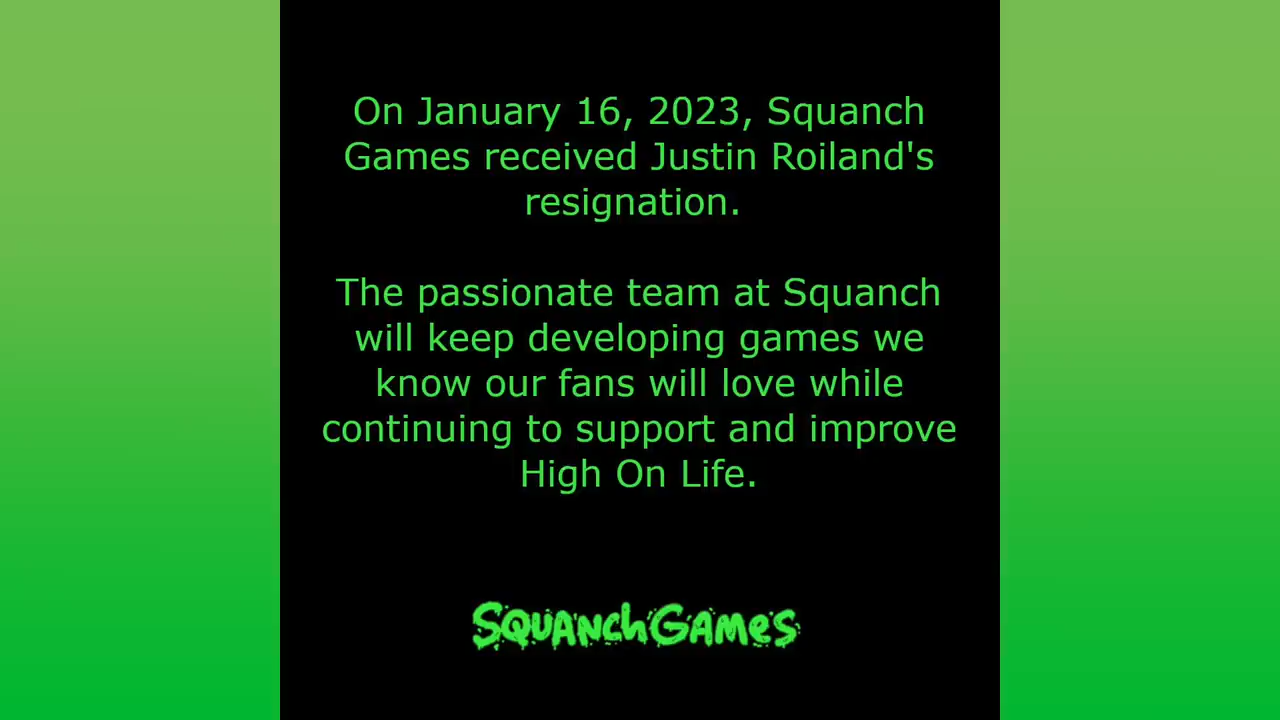 On January 16, 2023, Squanch
Games received Justin Roiland's
resignation.
The passionate team at Squanch
will keep developing games we
know our fans will love while
continuing to support and improve
High On Life.
SQUANCHGAMES